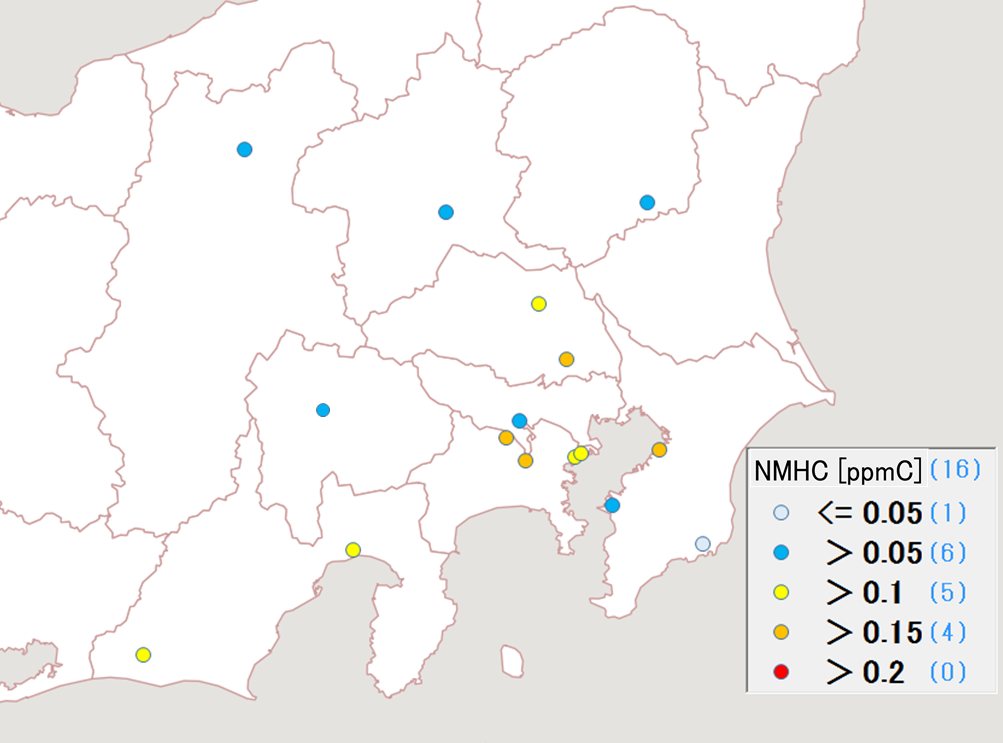 NMHC [ppmC] (16)
<= 0.05 (1)
> 0.05 (6)
> 0.1 (5)
> 0.15 (4)
> 0.2 (0)